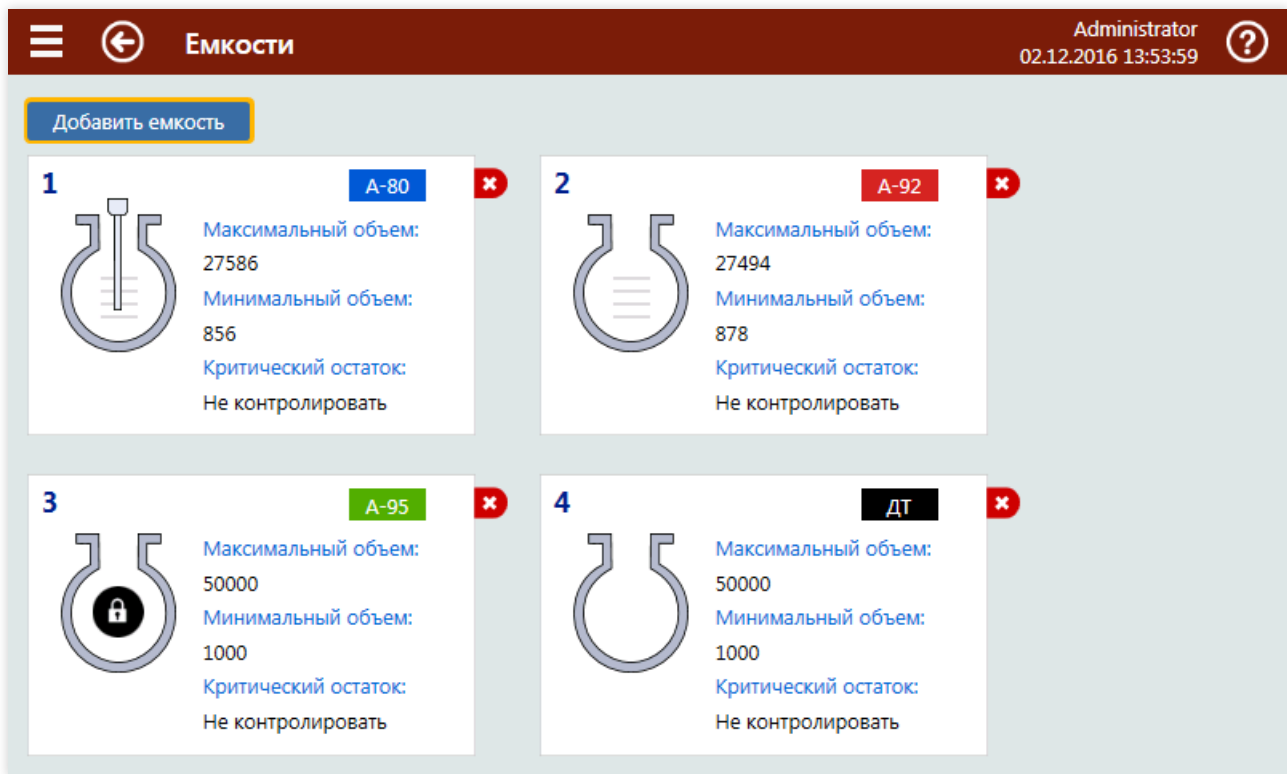 Емкости
Administrator
02.12.2016 13:53:59
Добавить емкость
1
А-80
Максимальный объем:
27586
Минимальный объем:
856
Критический остаток:
Не контролировать
2
А-92
Максимальный объем:
27494
Минимальный объем:
878
Критический остаток:
Не контролировать
3
А-95
Максимальный объем:
50000
Минимальный объем:
1000
Критический остаток:
Не контролировать
4
ДТ
Максимальный объем:
50000
Минимальный объем:
1000
Критический остаток:
Не контролировать